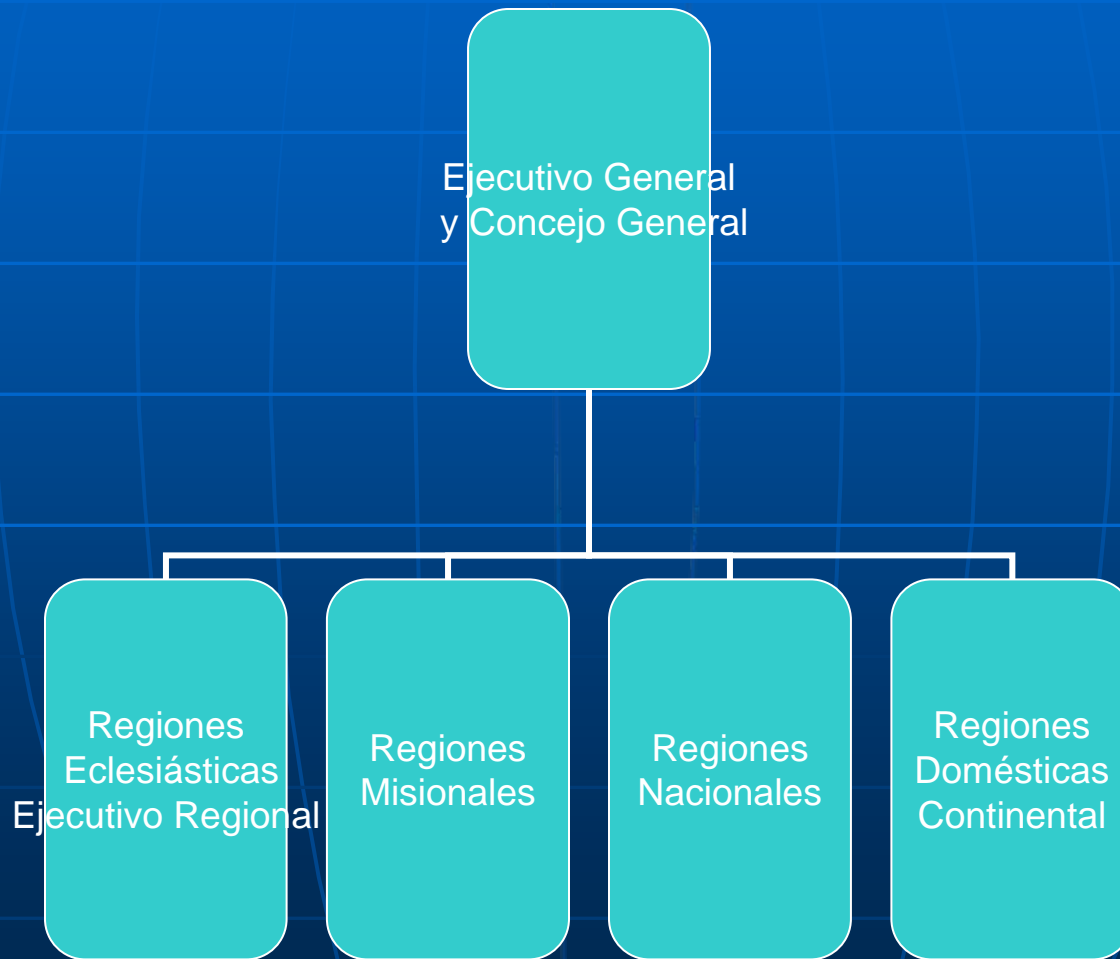 Ejecutivo General
y Concejo General
Regiones
Eclesiásticas
Ejecutivo Regional
Regiones
Misionales
Regiones
Nacionales
Regiones
Domésticas
Continental